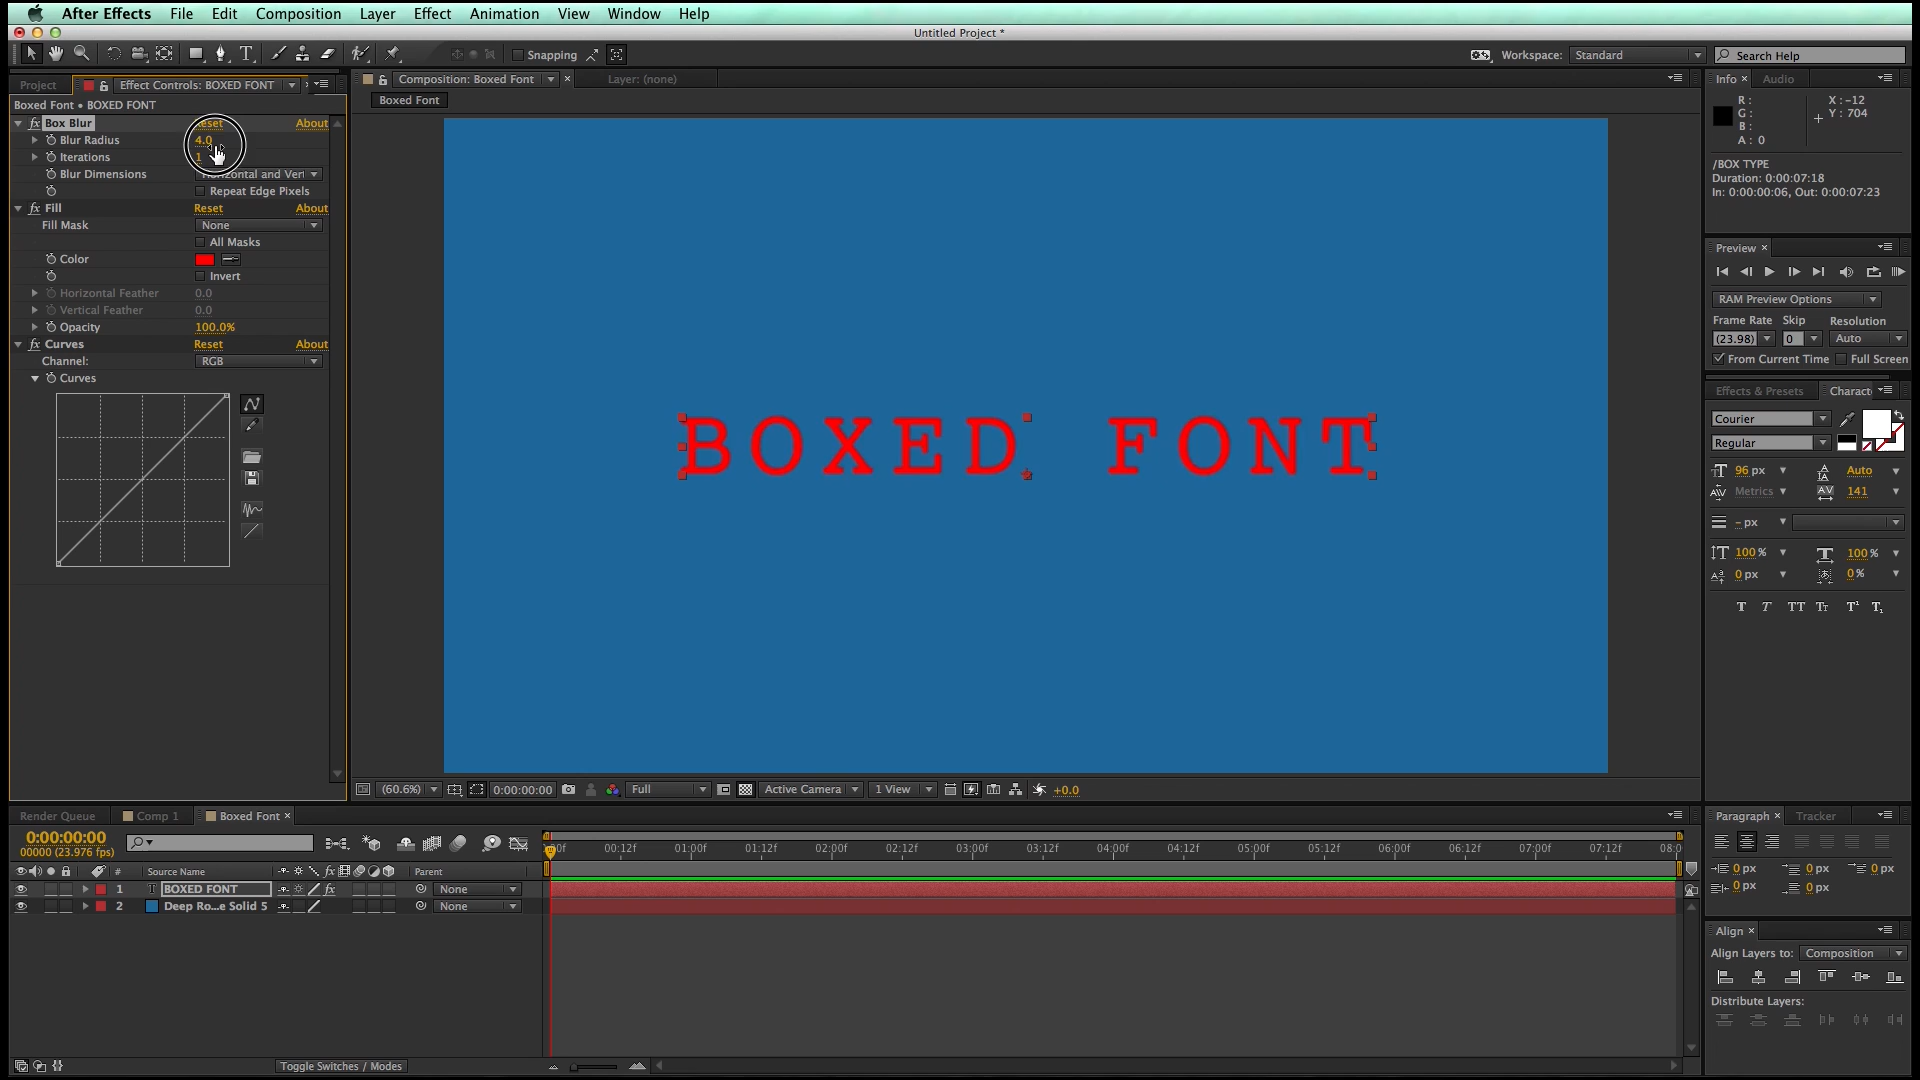 After Effects File Edit Composition Layer Effect Animation View Window Help
Untitled Project *
Snapping Workspace: Standard Search Help
Project Effect Controls: BOXED FONT Composition: Boxed Font × Layer: (none) Info × Audio
Boxed Font • BOXED FONT
Boxed Font
R: X: -12
G: Y: 704
B:
A: 0
Box Blur Reset About
Blur Radius 4.0
Iterations 1
Blur Dimensions Horizontal and Vert
Repeat Edge Pixels
/BOX TYPE
Duration: 0:00:07:18
In: 0:00:00:06, Out: 0:00:07:23
Fill Reset About
Fill Mask None
All Masks
Color
Invert
Horizontal Feather 0.0
Vertical Feather 0.0
Opacity 100.0%
Curves Reset About
Channel: RGB
Curves
Preview ×
RAM Preview Options
Frame Rate Skip Resolution
(23.98) 0 Auto
From Current Time Full Screen
Effects & Presets Charact
Courier
Regular
96 px Auto
Metrics 141
- px
100 % 100 %
0 px 0 %
T T TT Tt T¹ T₁
BOXED FONT
(60.6%) 0:00:00:00 Full Active Camera 1 View +0.0
Render Queue Comp 1 Boxed Font ×
0:00:00:00
00000 (23.976 fps)
00:12f 01:00f 01:12f 02:00f 02:12f 03:00f 03:12f 04:00f 04:12f 05:00f 05:12f 06:00f 06:12f 07:00f 07:12f 08:0
# Source Name fx Parent
1 T BOXED FONT fx None
2 Deep Ro...e Solid 5 None
Toggle Switches / Modes
Paragraph × Tracker
0 px 0 px 0 px
0 px 0 px
Align ×
Align Layers to: Composition
Distribute Layers: